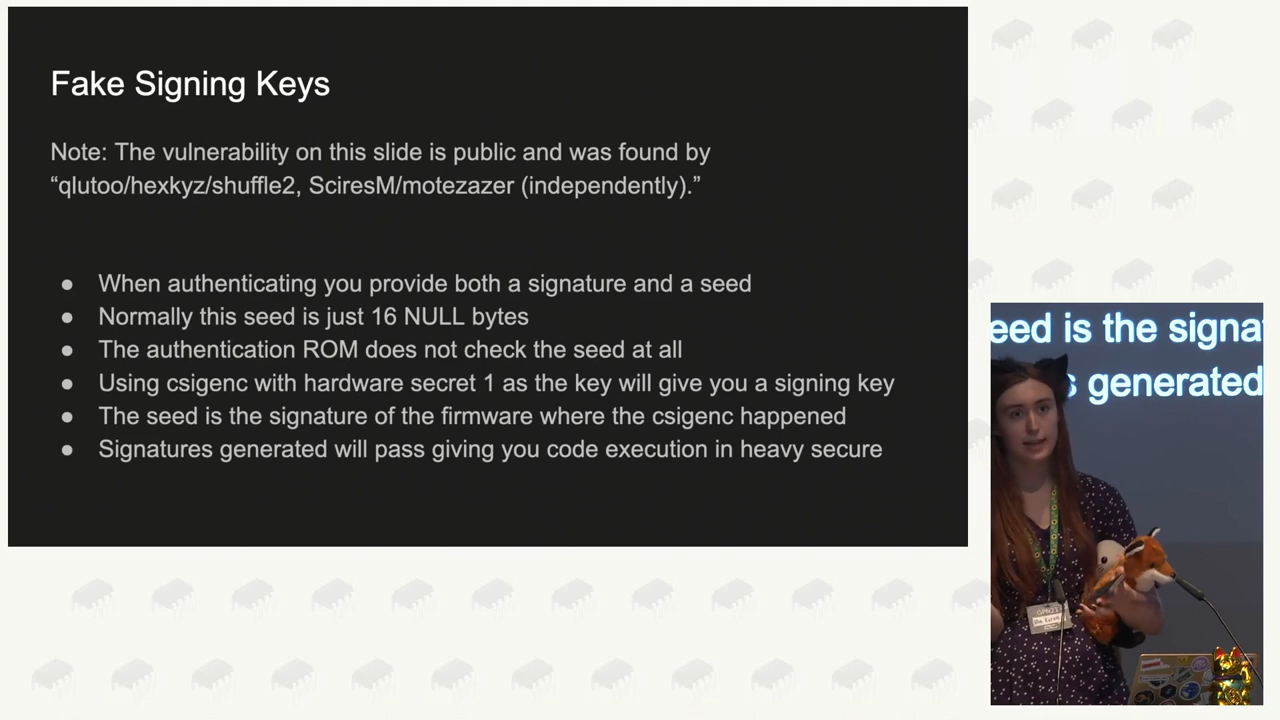 Fake Signing Keys
Note: The vulnerability on this slide is public and was found by
“qlutoo/hexkyz/shuffle2, SciresM/motezazer (independently).”
● When authenticating you provide both a signature and a seed
● Normally this seed is just 16 NULL bytes
● The authentication ROM does not check the seed at all
● Using csigenc with hardware secret 1 as the key will give you a signing key
● The seed is the signature of the firmware where the csigenc happened
● Signatures generated will pass giving you code execution in heavy secure
eed is the signa
s generated